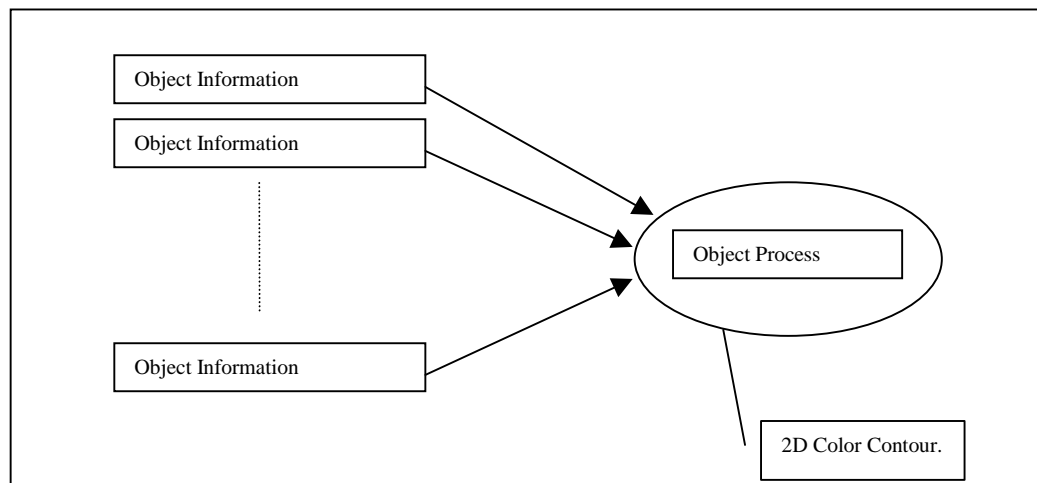 Object Information
Object Information
Object Process
Object Information
2D Color Contour.